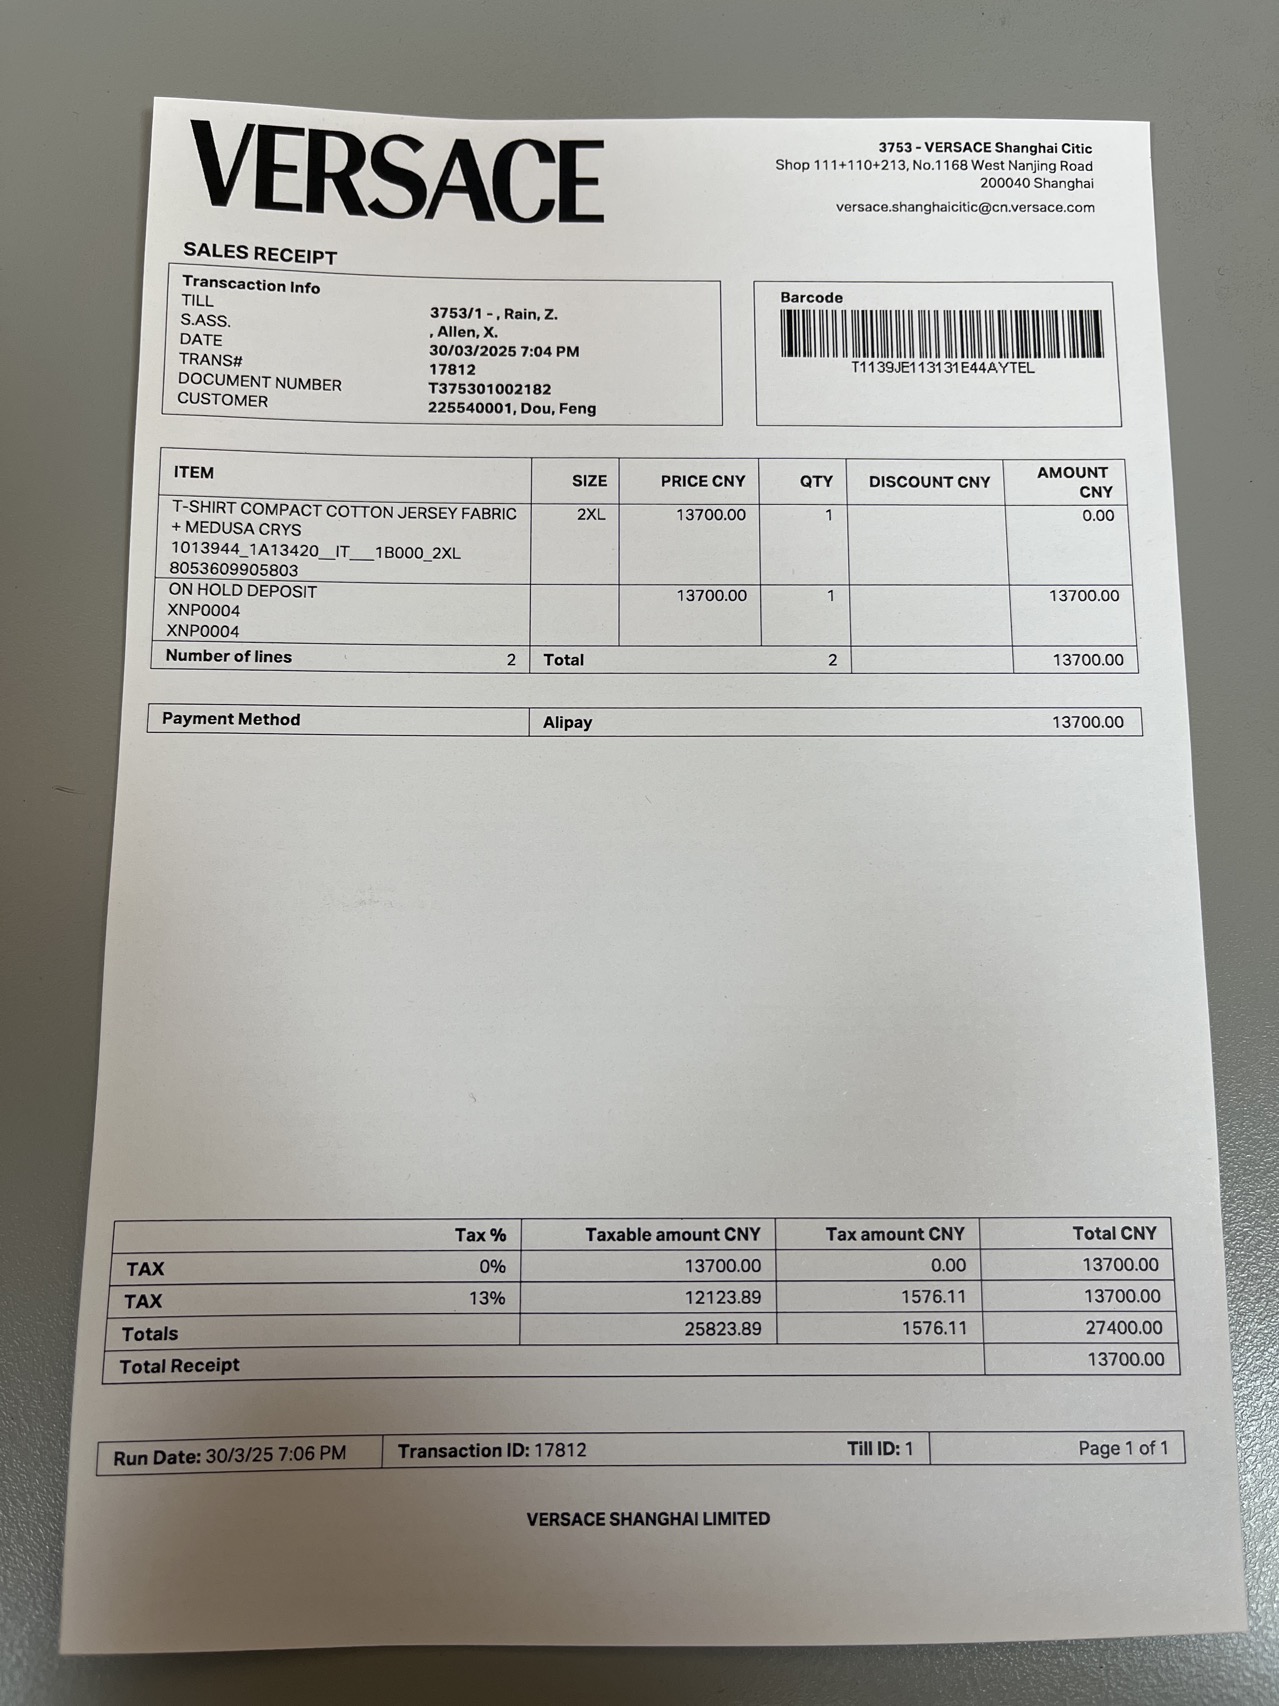 VERSACE
3753 - VERSACE Shanghai Citic
Shop 111+110+213, No.1168 West Nanjing Road
200040 Shanghai
versace.shanghaicitic@cn.versace.com
SALES RECEIPT
Transcaction Info
TILL 3753/1 - , Rain, Z.
S.ASS. , Allen, X.
DATE 30/03/2025 7:04 PM
TRANS# 17812
DOCUMENT NUMBER T375301002182
CUSTOMER 225540001, Dou, Feng
Barcode
T1139JE113131E44AYTEL
ITEM SIZE PRICE CNY QTY DISCOUNT CNY AMOUNT CNY
T-SHIRT COMPACT COTTON JERSEY FABRIC 2XL 13700.00 1 0.00
+ MEDUSA CRYS
1013944_1A13420__IT___1B000_2XL
8053609905803
ON HOLD DEPOSIT 13700.00 1 13700.00
XNP0004
XNP0004
Number of lines 2 Total 2 13700.00
Payment Method Alipay 13700.00
Tax % Taxable amount CNY Tax amount CNY Total CNY
TAX 0% 13700.00 0.00 13700.00
TAX 13% 12123.89 1576.11 13700.00
Totals 25823.89 1576.11 27400.00
Total Receipt 13700.00
Run Date: 30/3/25 7:06 PM Transaction ID: 17812 Till ID: 1 Page 1 of 1
VERSACE SHANGHAI LIMITED